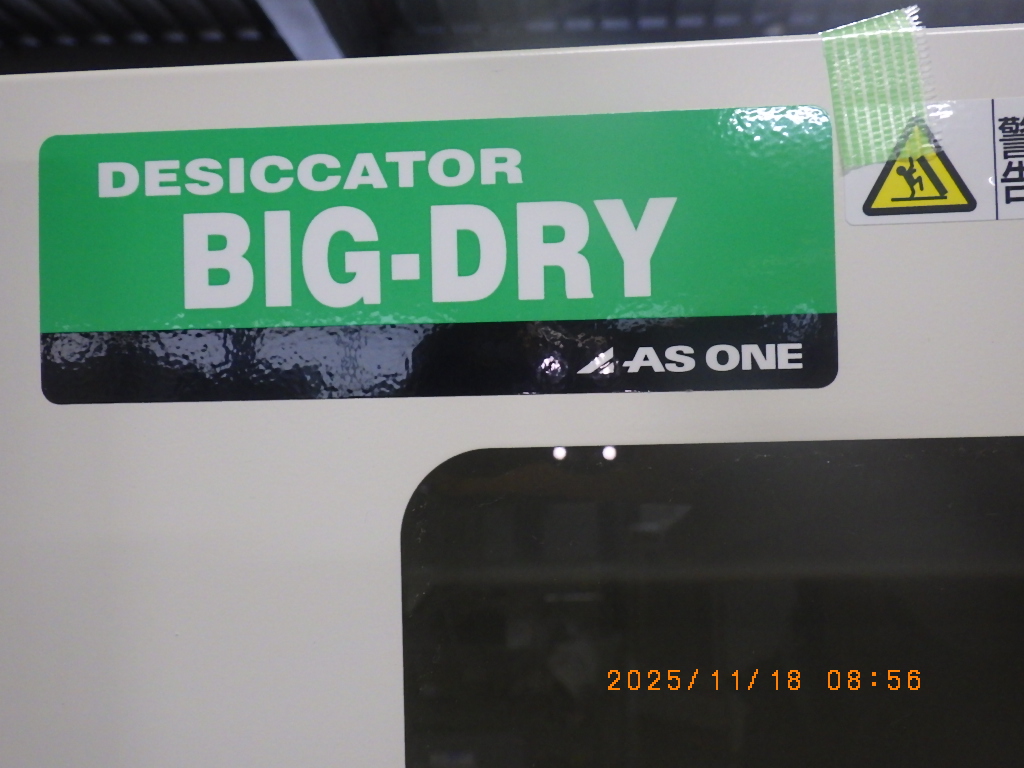 DESICCATOR
BIG-DRY
AS ONE
警告
2025/11/18 08:56